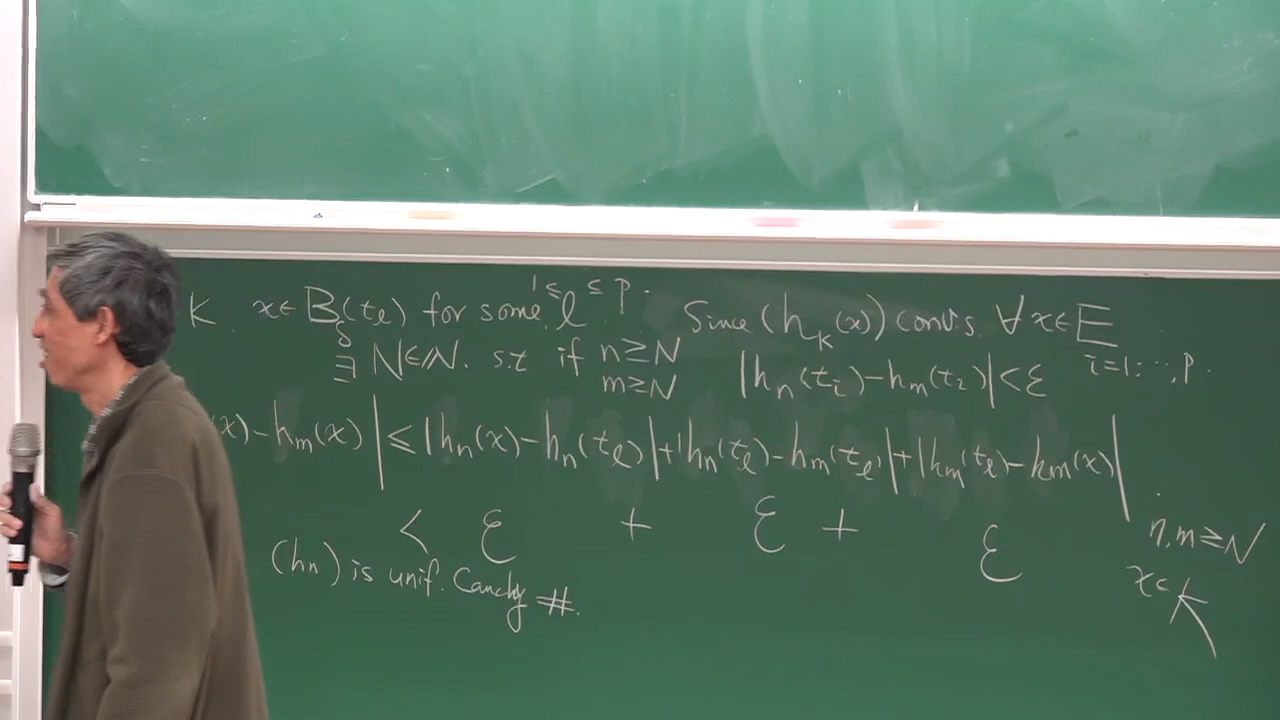 K. x∈B_δ(t_ℓ) for some 1≤ℓ≤p. Since (h_k(x)) convs. ∀x∈E
∃ N∈ℕ. s.t if n≥N m≥N |h_n(t_i)-h_m(t_i)|<ε i=1,...,p.
(x)-h_m(x)|≤|h_n(x)-h_n(t_ℓ)|+|h_n(t_ℓ)-h_m(t_ℓ)|+|h_m(t_ℓ)-h_m(x)|
< ε + ε + ε n,m≥N
(h_n) is unif. Cauchy #. x∈K